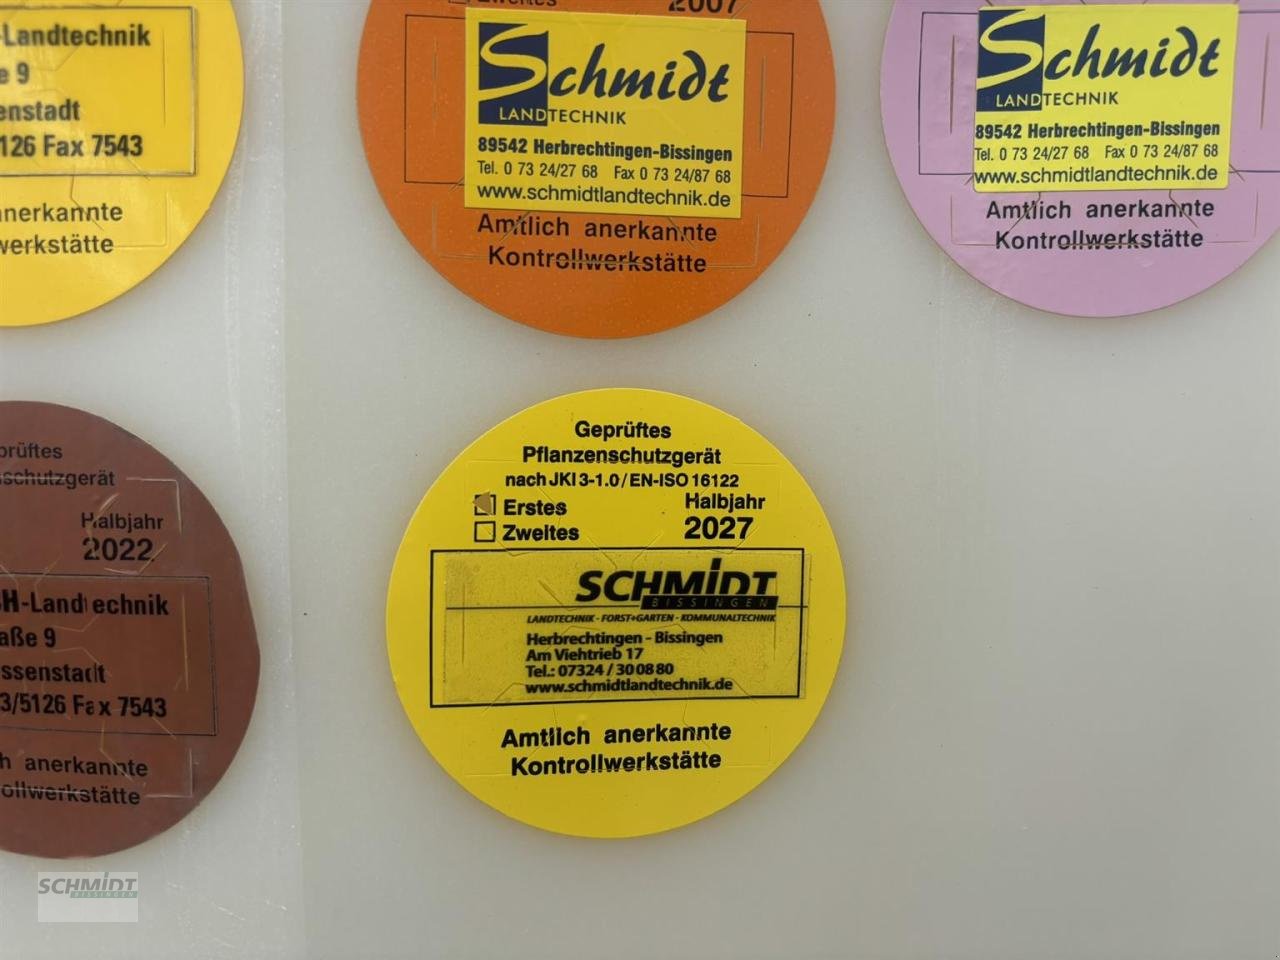 -Landtechnik
e 9
enstadt
126 Fax 7543
anerkannte
werkstätte
Zweites 2007
Schmidt
LANDTECHNIK
89542 Herbrechtingen-Bissingen
Tel. 0 73 24/27 68 Fax 0 73 24/87 68
www.schmidtlandtechnik.de
Amtlich anerkannte
Kontrollwerkstätte
Schmidt
LANDTECHNIK
89542 Herbrechtingen-Bissingen
Tel. 0 73 24/27 68 Fax 0 73 24/87 68
www.schmidtlandtechnik.de
Amtlich anerkannte
Kontrollwerkstätte
prüftes
schutzgerät
Halbjahr
2022
H-Landtechnik
aße 9
ssenstadt
3/5126 Fax 7543
h anerkannte
ollwerkstätte
Geprüftes
Pflanzenschutzgerät
nach JKI 3-1.0/EN-ISO 16122
Erstes Halbjahr
Zweites 2027
SCHMIDT
BISSINGEN
LANDTECHNIK - FORST+GARTEN - KOMMUNALTECHNIK
Herbrechtingen - Bissingen
Am Viehtrieb 17
Tel.: 07324 / 30 08 80
www.schmidtlandtechnik.de
Amtlich anerkannte
Kontrollwerkstätte
SCHMIDT
BISSINGEN